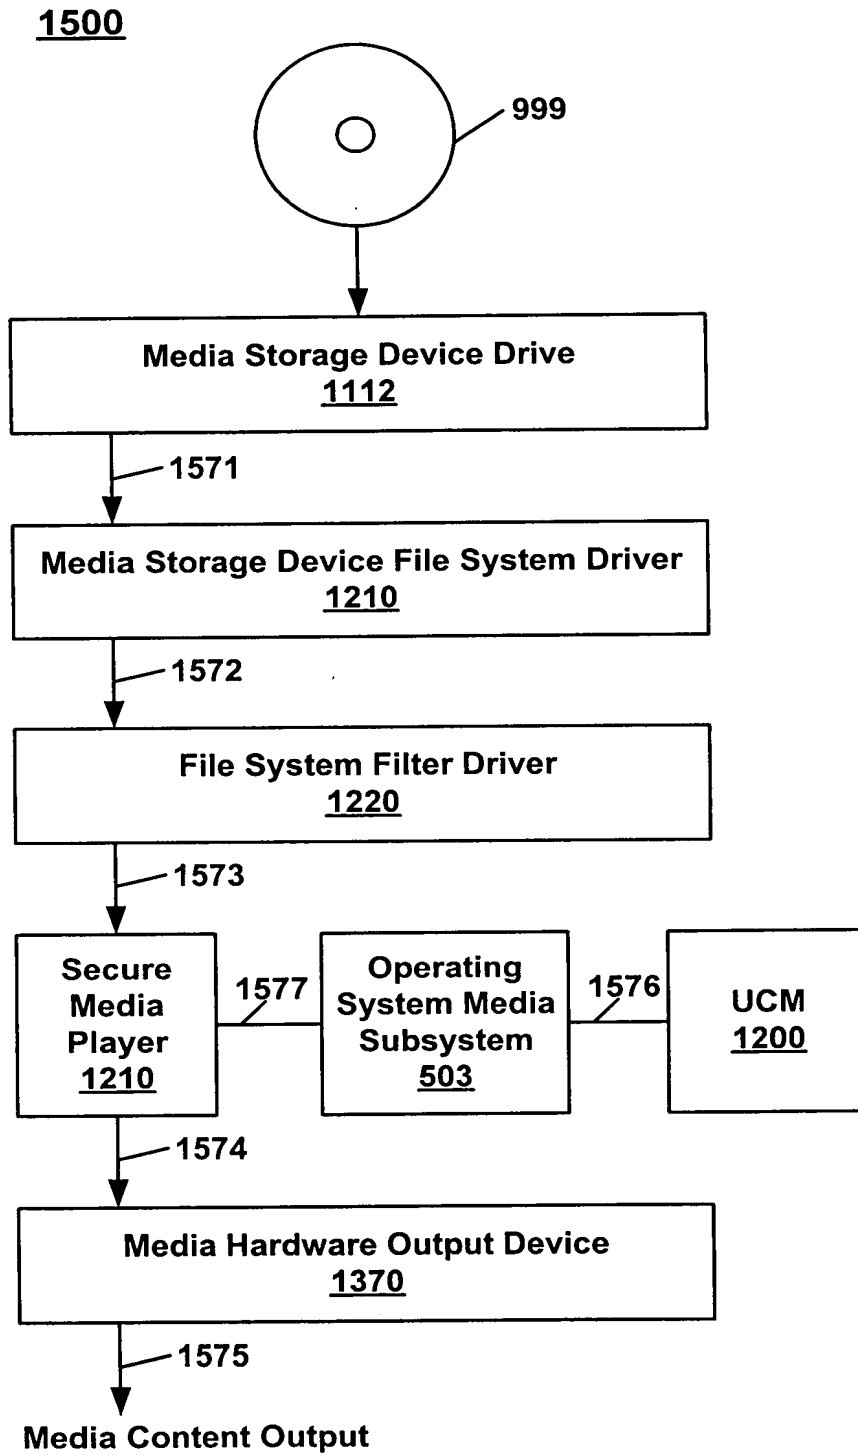 1500
999
Media Storage Device Drive
1112
1571
Media Storage Device File System Driver
1210
1572
File System Filter Driver
1220
1573
Secure
Media
Player
1210
1577
Operating
System Media
Subsystem
503
1576
UCM
1200
1574
Media Hardware Output Device
1370
1575
Media Content Output